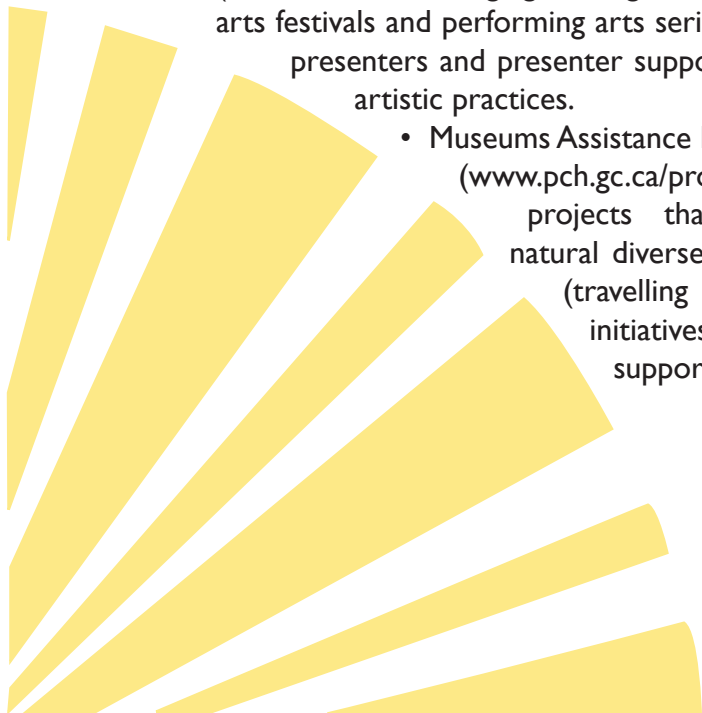 arts festivals and performing arts seri
presenters and presenter suppo
artistic practices.
• Museums Assistance
(www.pch.gc.ca/pro
projects tha
natural diverse
(travelling
initiatives
suppor